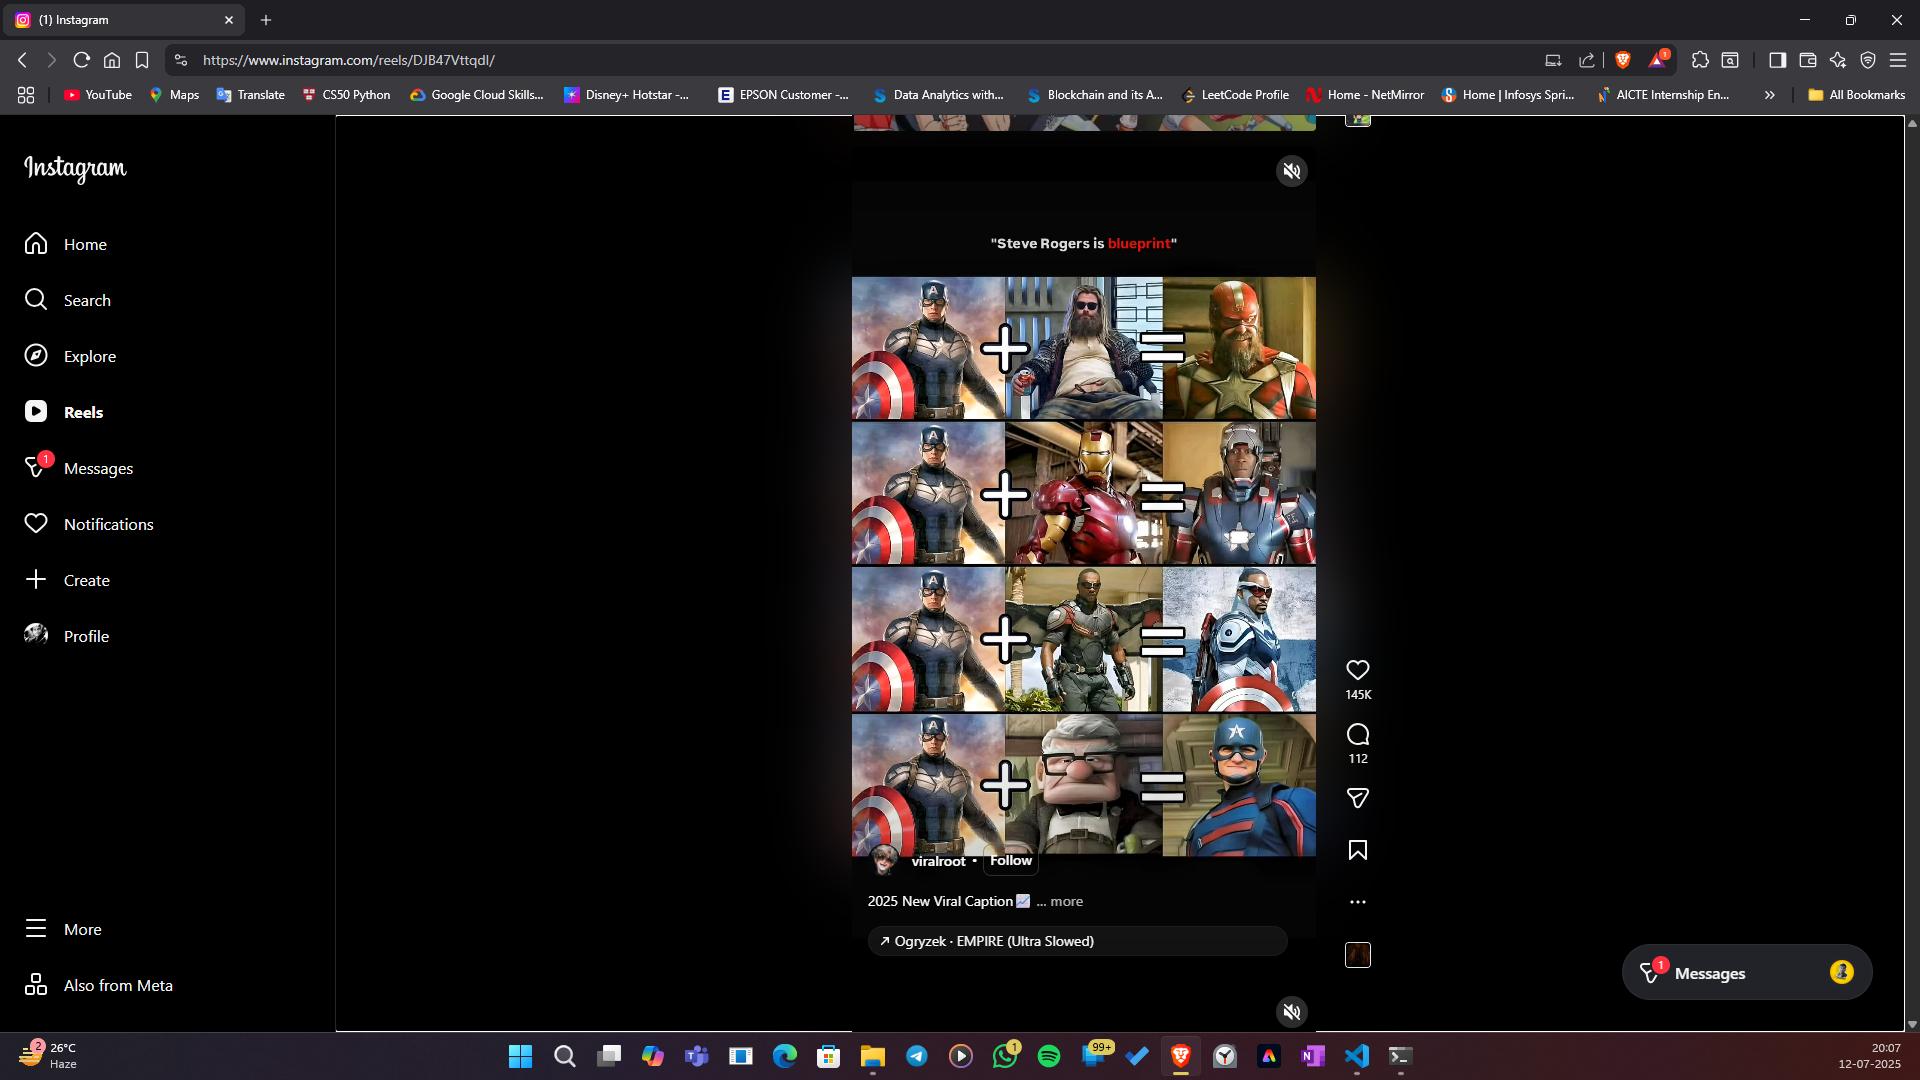 (1) Instagram
https://www.instagram.com/reels/DJB47Vttqdl/
1
YouTube
Maps
Translate
CS50 Python
Google Cloud Skills...
Disney+ Hotstar -...
EPSON Customer -...
Data Analytics with...
Blockchain and its A...
LeetCode Profile
Home - NetMirror
Home | Infosys Spri...
AICTE Internship En...
All Bookmarks
Instagram
Home
Search
Explore
Reels
1
Messages
Notifications
Create
Profile
More
Also from Meta
"Steve Rogers is blueprint"
145K
112
viralroot • Follow
2025 New Viral Caption ... more
Ogryzek · EMPIRE (Ultra Slowed)
1
Messages
2
26°C
Haze
1
99+
20:07
12-07-2025